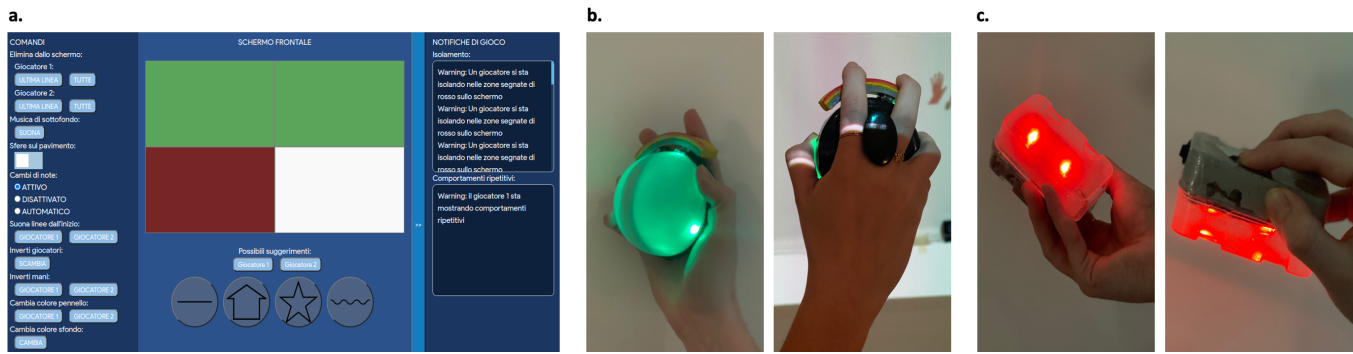 a.
b.
c.
COMANDI
Elimina dallo schermo:
Giocatore 1:
ULTIMA LINEA TUTTE
Giocatore 2:
ULTIMA LINEA TUTTE
Musica di sottofondo:
SUONA
Sfere sul pavimento:
Cambi di note:
ATTIVO
DISATTIVATO
AUTOMATICO
Suona linee dall'inizio:
GIOCATORE 1 GIOCATORE 2
Inverti giocatori:
SCAMBIA
Inverti mani:
GIOCATORE 1 GIOCATORE 2
Cambia colore pennello:
GIOCATORE 1 GIOCATORE 2
Cambia colore sfondo:
CAMBIA
SCHERMO FRONTALE
Possibili suggerimenti:
Giocatore 1 Giocatore 2
>>
NOTIFICHE DI GIOCO
Isolamento:
Warning: Un giocatore si sta
isolando nelle zone segnate di
rosso sullo schermo
Warning: Un giocatore si sta
isolando nelle zone segnate di
rosso sullo schermo
Warning: Un giocatore si sta
isolando nelle zone segnate di
rosso sullo schermo
Comportamenti ripetitivi:
Warning: il giocatore 1 sta
mostrando comportamenti
ripetitivi